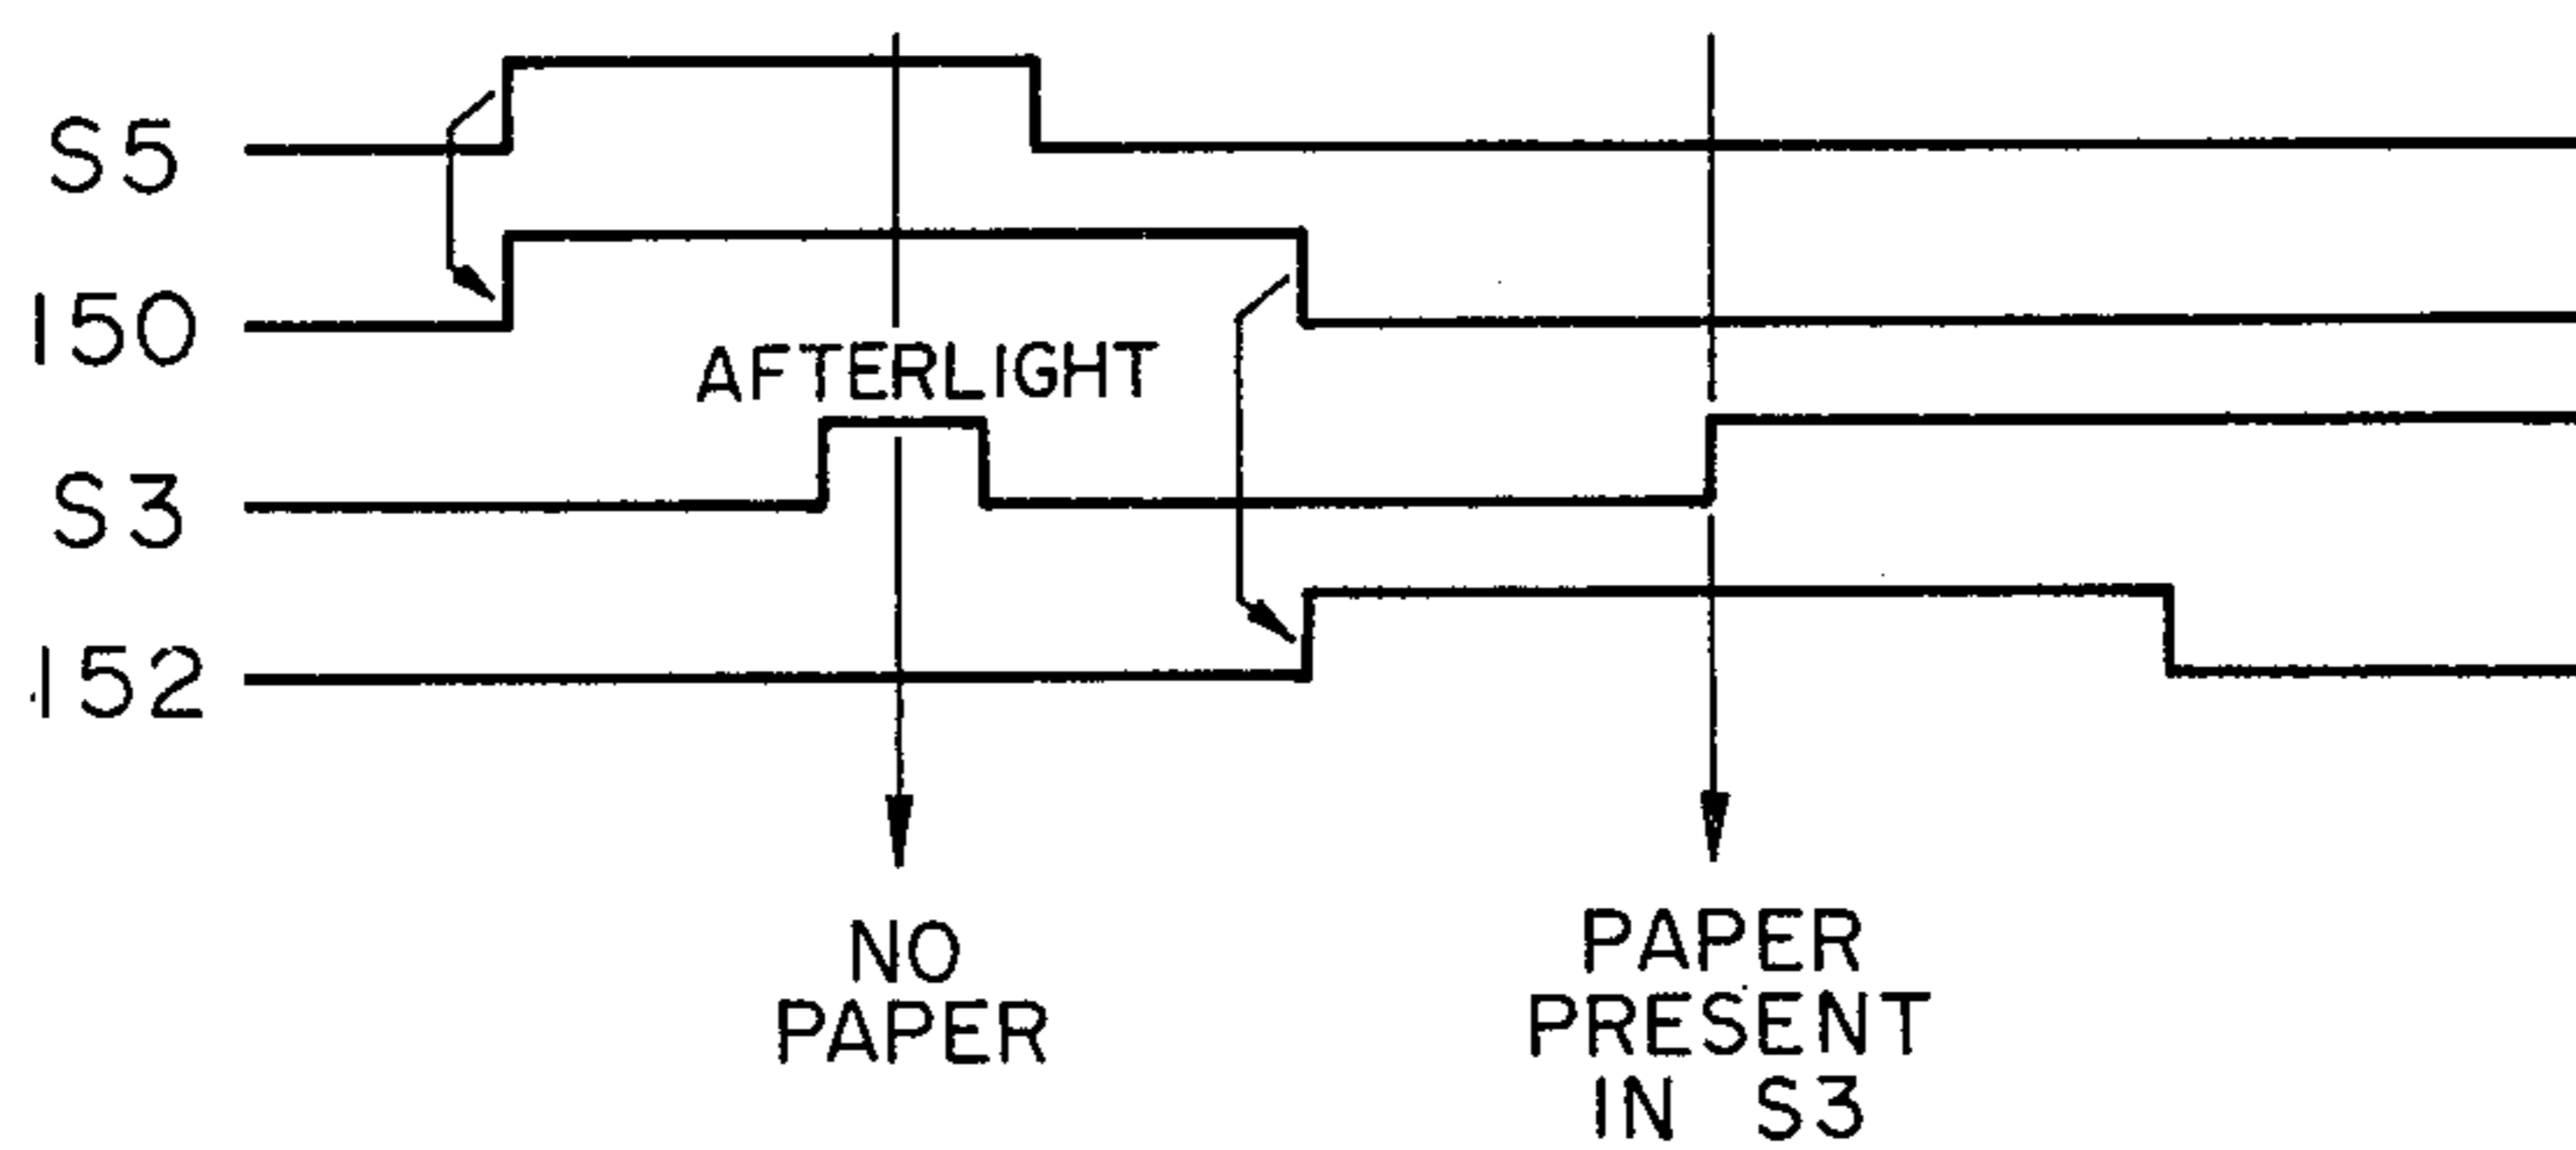 S5
150
AFTERLIGHT
S3
152
NO
PAPER
PAPER
PRESENT
IN S3